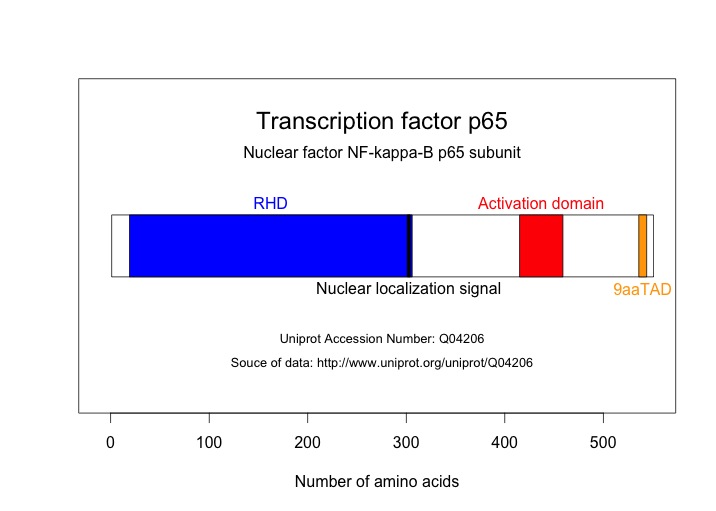 Transcription factor p65
Nuclear factor NF-kappa-B p65 subunit
RHD
Activation domain
Nuclear localization signal
9aaTAD
Uniprot Accession Number: Q04206
Souce of data: http://www.uniprot.org/uniprot/Q04206
0 100 200 300 400 500
Number of amino acids